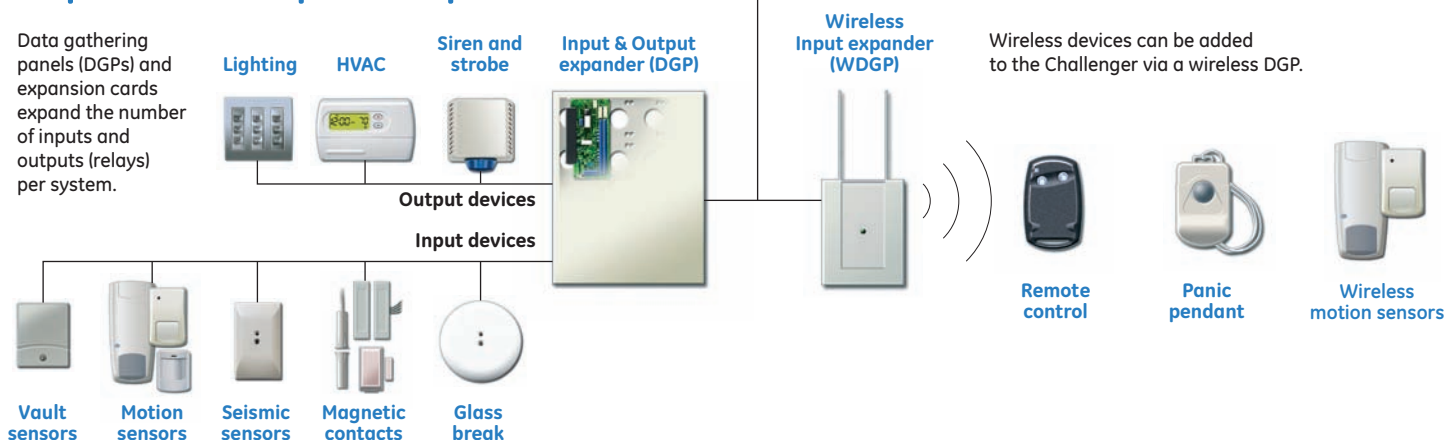 Data gathering
panels (DGPs) and
expansion cards
expand the number
of inputs and
outputs (relays)
per system.
Lighting
HVAC
Siren and
strobe
Input & Output
expander (DGP)
Wireless
Input expander
(WDGP)
Wireless devices can be added
to the Challenger via a wireless DGP.
Output devices
Input devices
Remote
control
Panic
pendant
Wireless
motion sensors
Vault
sensors
Motion
sensors
Seismic
sensors
Magnetic
contacts
Glass
break